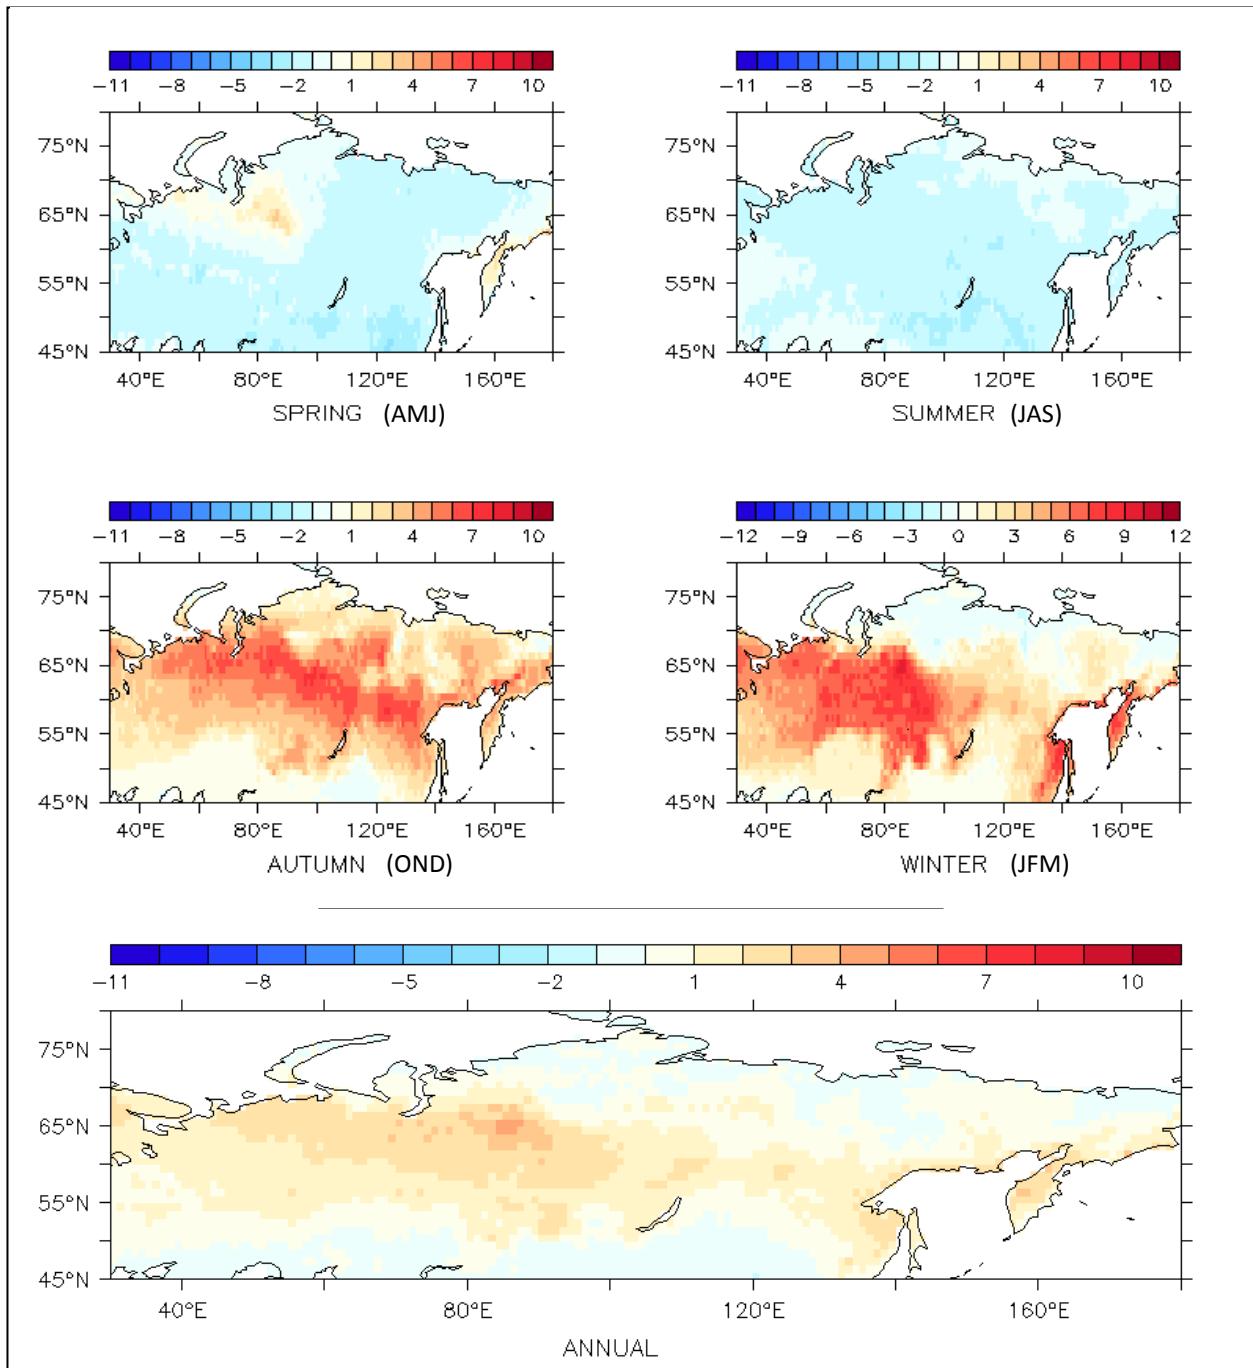 −11 −8 −5 −2 1 4 7 10
−11 −8 −5 −2 1 4 7 10
75°N
65°N
55°N
45°N
40°E 80°E 120°E 160°E
SPRING (AMJ)
75°N
65°N
55°N
45°N
40°E 80°E 120°E 160°E
SUMMER (JAS)
−11 −8 −5 −2 1 4 7 10
−12 −9 −6 −3 0 3 6 9 12
75°N
65°N
55°N
45°N
40°E 80°E 120°E 160°E
AUTUMN (OND)
75°N
65°N
55°N
45°N
40°E 80°E 120°E 160°E
WINTER (JFM)
−11 −8 −5 −2 1 4 7 10
75°N
65°N
55°N
45°N
40°E 80°E 120°E 160°E
ANNUAL